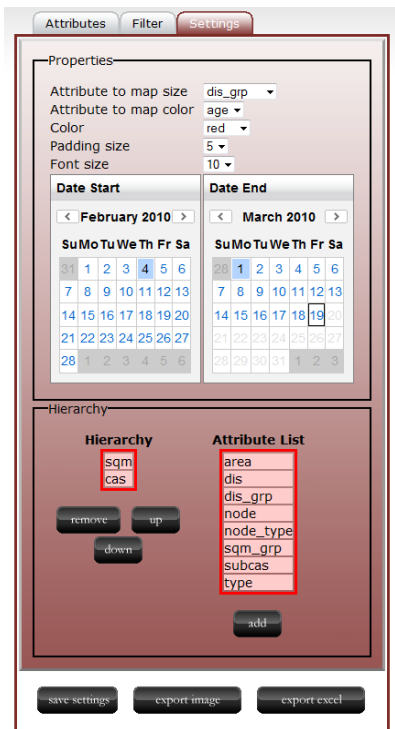 Attributes Filter Settings
Properties
Attribute to map size dis_grp
Attribute to map color age
Color red
Padding size 5
Font size 10
Date Start Date End
< February 2010 > < March 2010 >
Su Mo Tu We Th Fr Sa Su Mo Tu We Th Fr Sa
31 1 2 3 4 5 6 28 1 2 3 4 5 6
7 8 9 10 11 12 13 7 8 9 10 11 12 13
14 15 16 17 18 19 20 14 15 16 17 18 19 20
21 22 23 24 25 26 27 21 22 23 24 25 26 27
28 1 2 3 4 5 6 28 29 30 31 1 2 3
Hierarchy
Hierarchy Attribute List
sqm area
cas dis
dis_grp
node
node_type
sqm_grp
subcas
type
remove up
down
add
save settings export image export excel